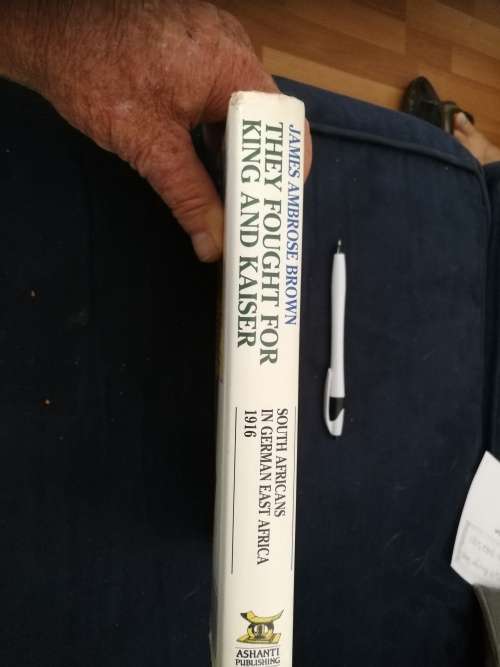 JAMES AMBROSE BROWN
THEY FOUGHT FOR
KING AND KAISER
SOUTH AFRICANS
IN GERMAN EAST AFRICA
1916
ASHANTI
PUBLISHING